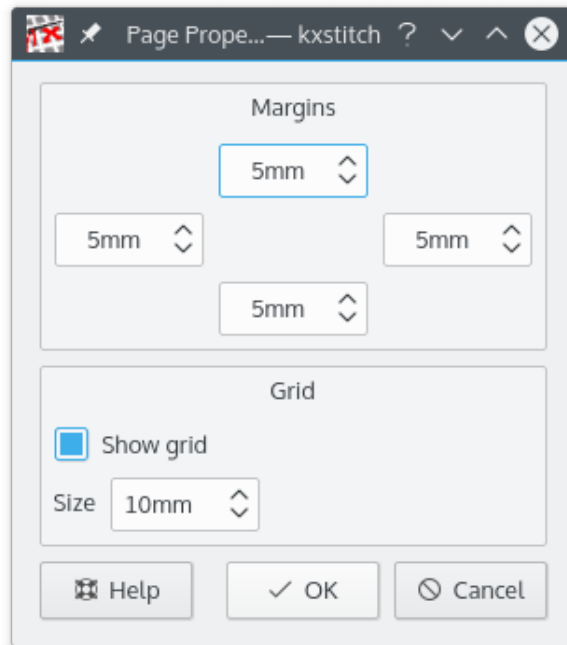 Page Prope...— kxstitch
Margins
5mm
5mm 5mm
5mm
Grid
Show grid
Size 10mm
Help OK Cancel